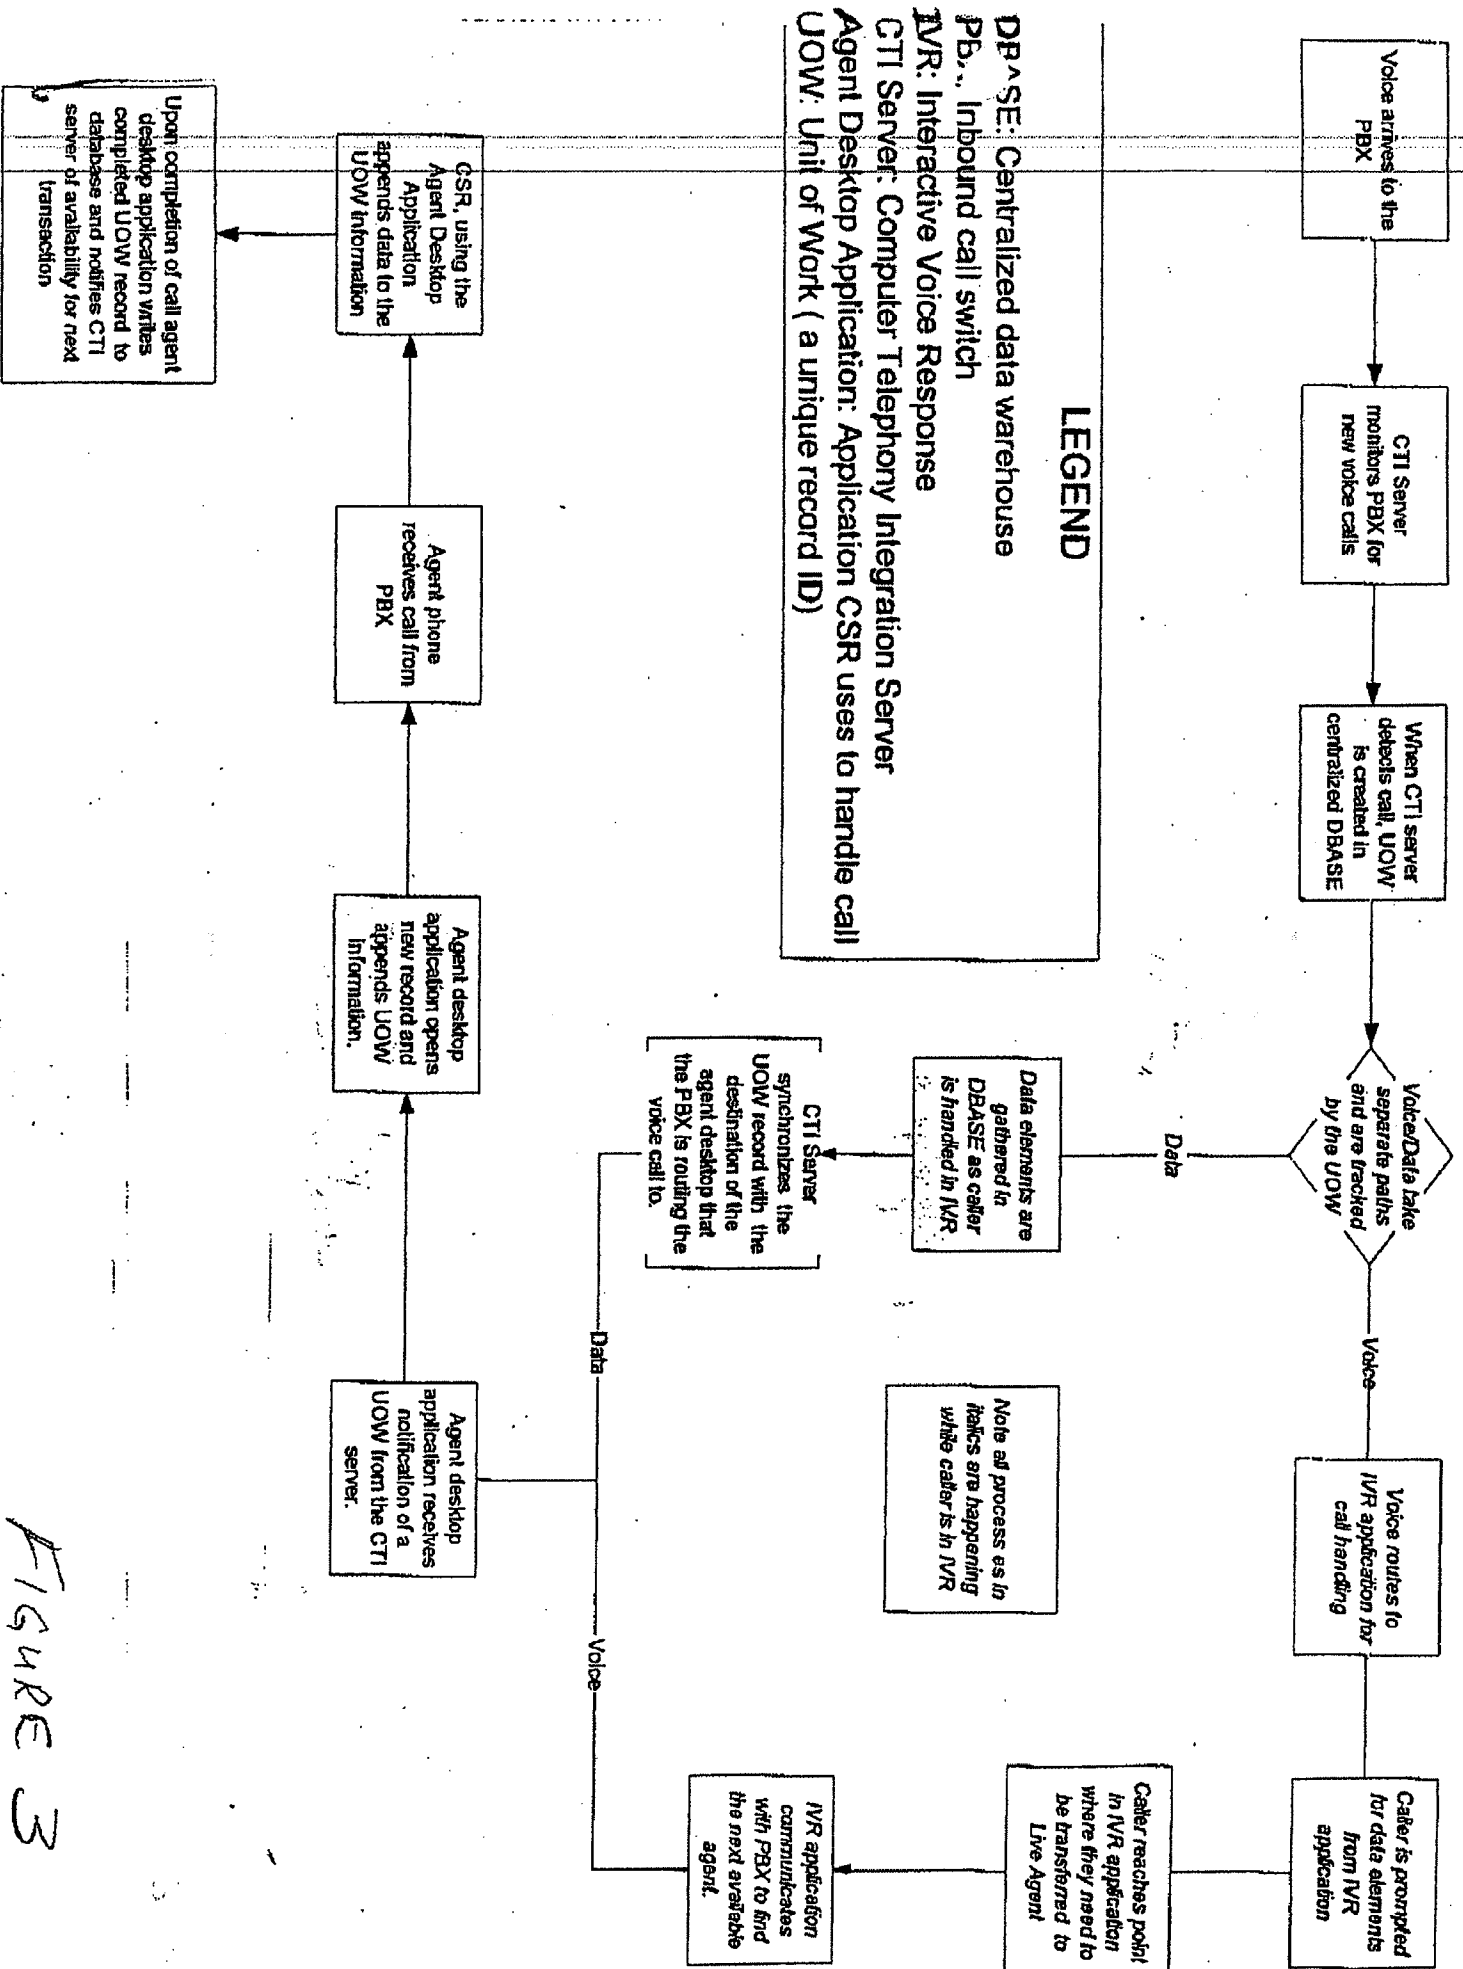 Voice arrives to the
PBX
CTI Server
monitors PBX for
new voice calls
When CTI server
detects call, UOW
is created in
centralized DBASE
Voice/Data take
separate paths
and are tracked
by the UOW
Voice
Voice routes to
IVR application for
call handling
Caller is prompted
for data elements
from IVR
application
Data
LEGEND
DBASE: Centralized data warehouse
Inbound call switch
IVR: Interactive Voice Response
CTI Server: Computer Telephony Integration Server
Agent Desktop Application: Application CSR uses to handle call
UOW: Unit of Work ( a unique record ID)
Data elements are
gathered in
DBASE as caller
is handled in IVR
Note all process es in
italics are happening
while caller is in IVR
Caller reaches point
in IVR application
where they need to
be transferred to
Live Agent
CTI Server
synchronizes the
UOW record with the
destination of the
agent desktop that
the PBX is routing the
voice call to.
IVR application
communicates
with PBX to find
the next available
agent.
Data
Voice
CSR, using the
Agent Desktop
Application
appends data to the
UOW information
Agent phone
receives call from
PBX
Agent desktop
application opens
new record and
appends UOW
information.
Agent desktop
application receives
notification of a
UOW from the CTI
server.
Upon completion of call agent
desktop application writes
completed UOW record to
database and notifies CTI
server of availability for next
transection
FIGURE 3